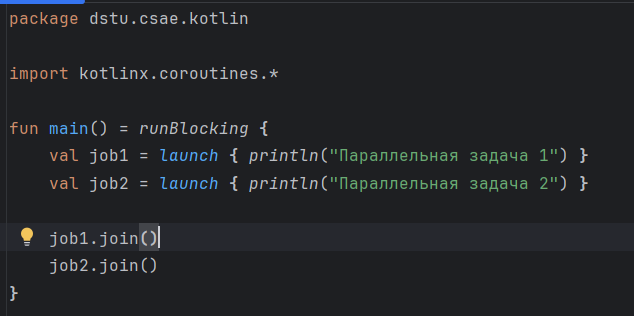 package dstu.csae.kotlin
import kotlinx.coroutines.*
fun main() = runBlocking {
    val job1 = launch { println("Параллельная задача 1") }
    val job2 = launch { println("Параллельная задача 2") }
    job1.join()
    job2.join()
}